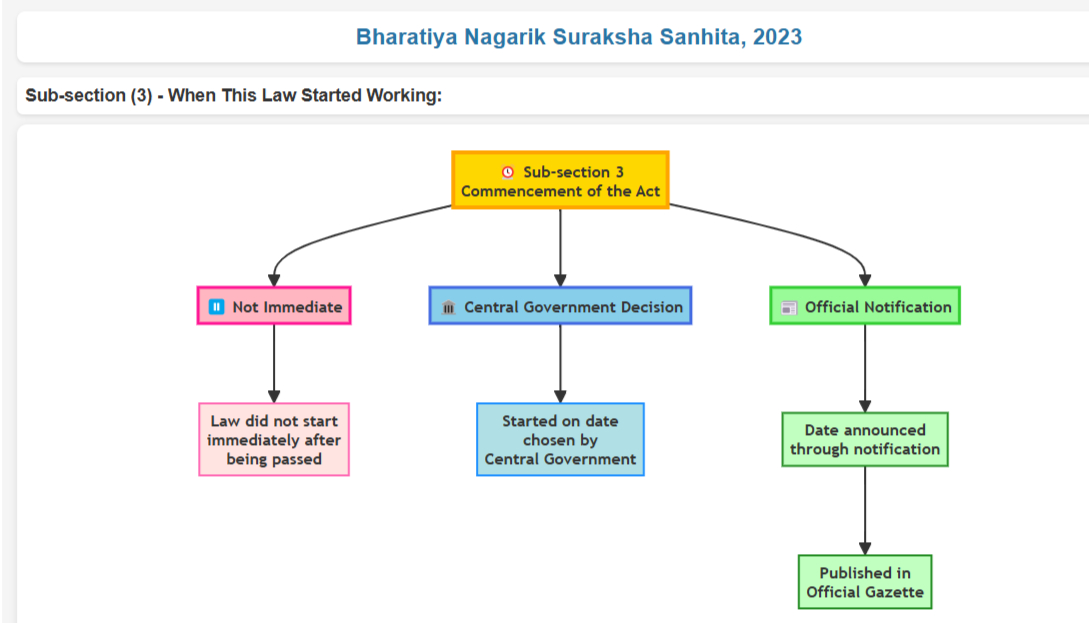 Bharatiya Nagarik Suraksha Sanhita, 2023
Sub-section (3) - When This Law Started Working:
Sub-section 3
Commencement of the Act
Not Immediate
Central Government Decision
Official Notification
Law did not start
immediately after
being passed
Started on date
chosen by
Central Government
Date announced
through notification
Published in
Official Gazette